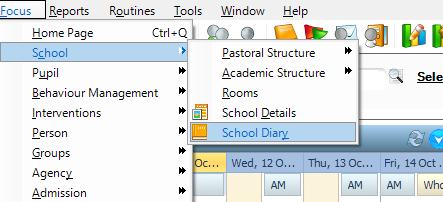 Focus Reports Routines Tools Window Help
Home Page Ctrl+Q
School
Pupil
Behaviour Management
Interventions
Person
Groups
Agency
Admission
Pastoral Structure
Academic Structure
Rooms
School Details
School Diary
Sele
Oc... Wed, 12 O... Thu, 13 Oc... Fri, 14 Oct
AM AM Who